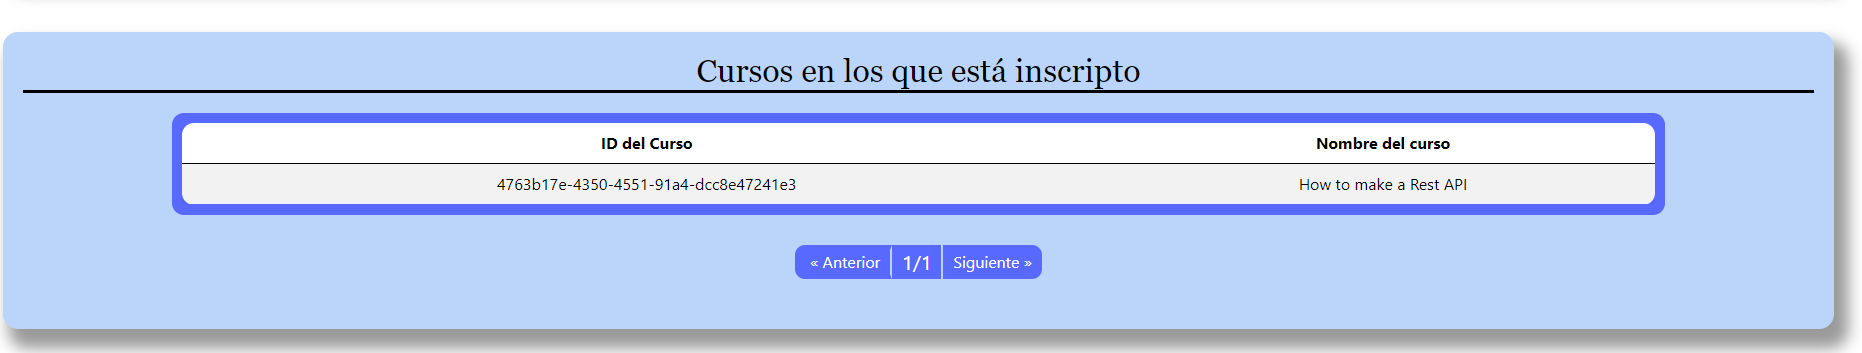 Cursos en los que está inscripto
ID del Curso Nombre del curso
4763b17e-4350-4551-91a4-dcc8e47241e3 How to make a Rest API
« Anterior 1/1 Siguiente »